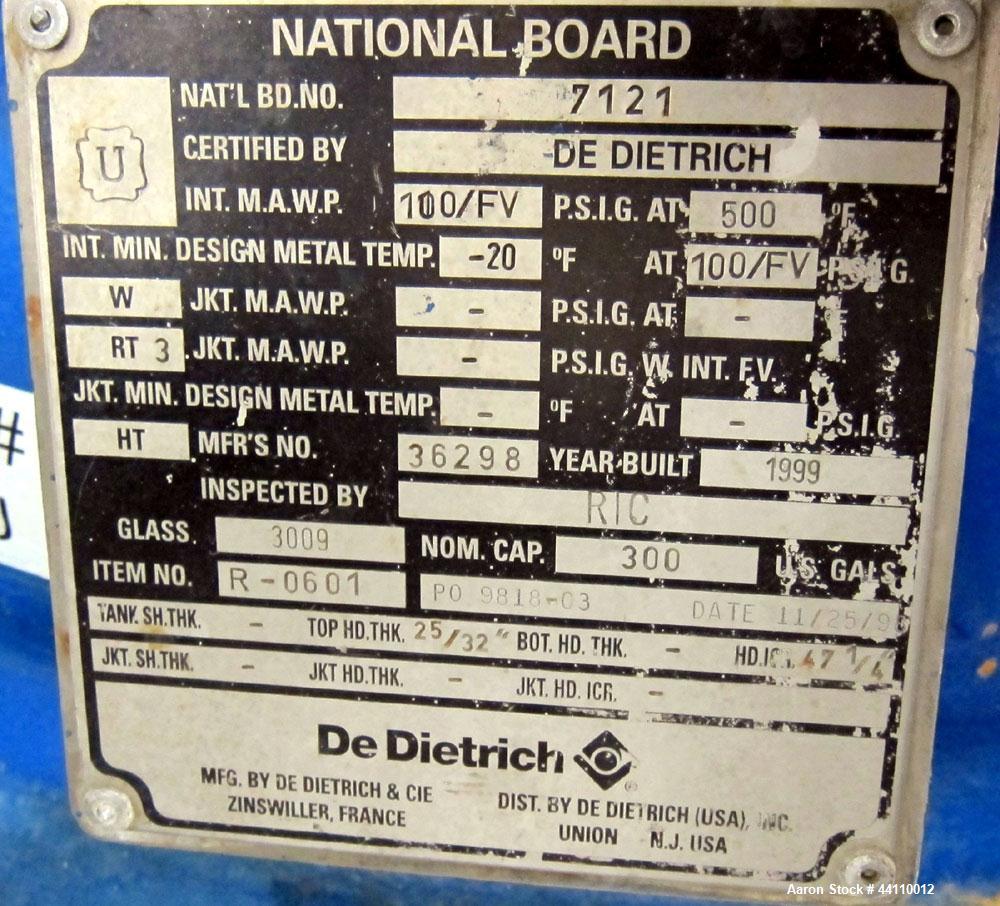 NATIONAL BOARD
NAT'L BD.NO. 7121
U
CERTIFIED BY DE DIETRICH
INT. M.A.W.P. 100/FV P.S.I.G. AT 500 ºF
INT. MIN. DESIGN METAL TEMP. -20 ºF AT 100/FV P.S.I.G.
W JKT. M.A.W.P. - P.S.I.G. AT - ºF
RT 3 JKT. M.A.W.P. - P.S.I.G. W. INT. F.V.
JKT. MIN. DESIGN METAL TEMP. - ºF AT - P.S.I.G.
HT MFR'S NO. 36298 YEAR BUILT 1999
INSPECTED BY RIC
GLASS. 3009 NOM. CAP. 300 U.S. GALS.
ITEM NO. R-0601 PO 9818-03 DATE 11/25/9
TANK SH.THK. - TOP HD.THK. 25/32" BOT. HD. THK. - HD. 47 1/4"
JKT. SH.THK. - JKT HD.THK. - JKT. HD. ICR. -
De Dietrich ®
MFG. BY DE DIETRICH & CIE
ZINSWILLER, FRANCE
DIST. BY DE DIETRICH (USA), INC.
UNION N.J. USA
#
J
Aaron Stock # 44110012